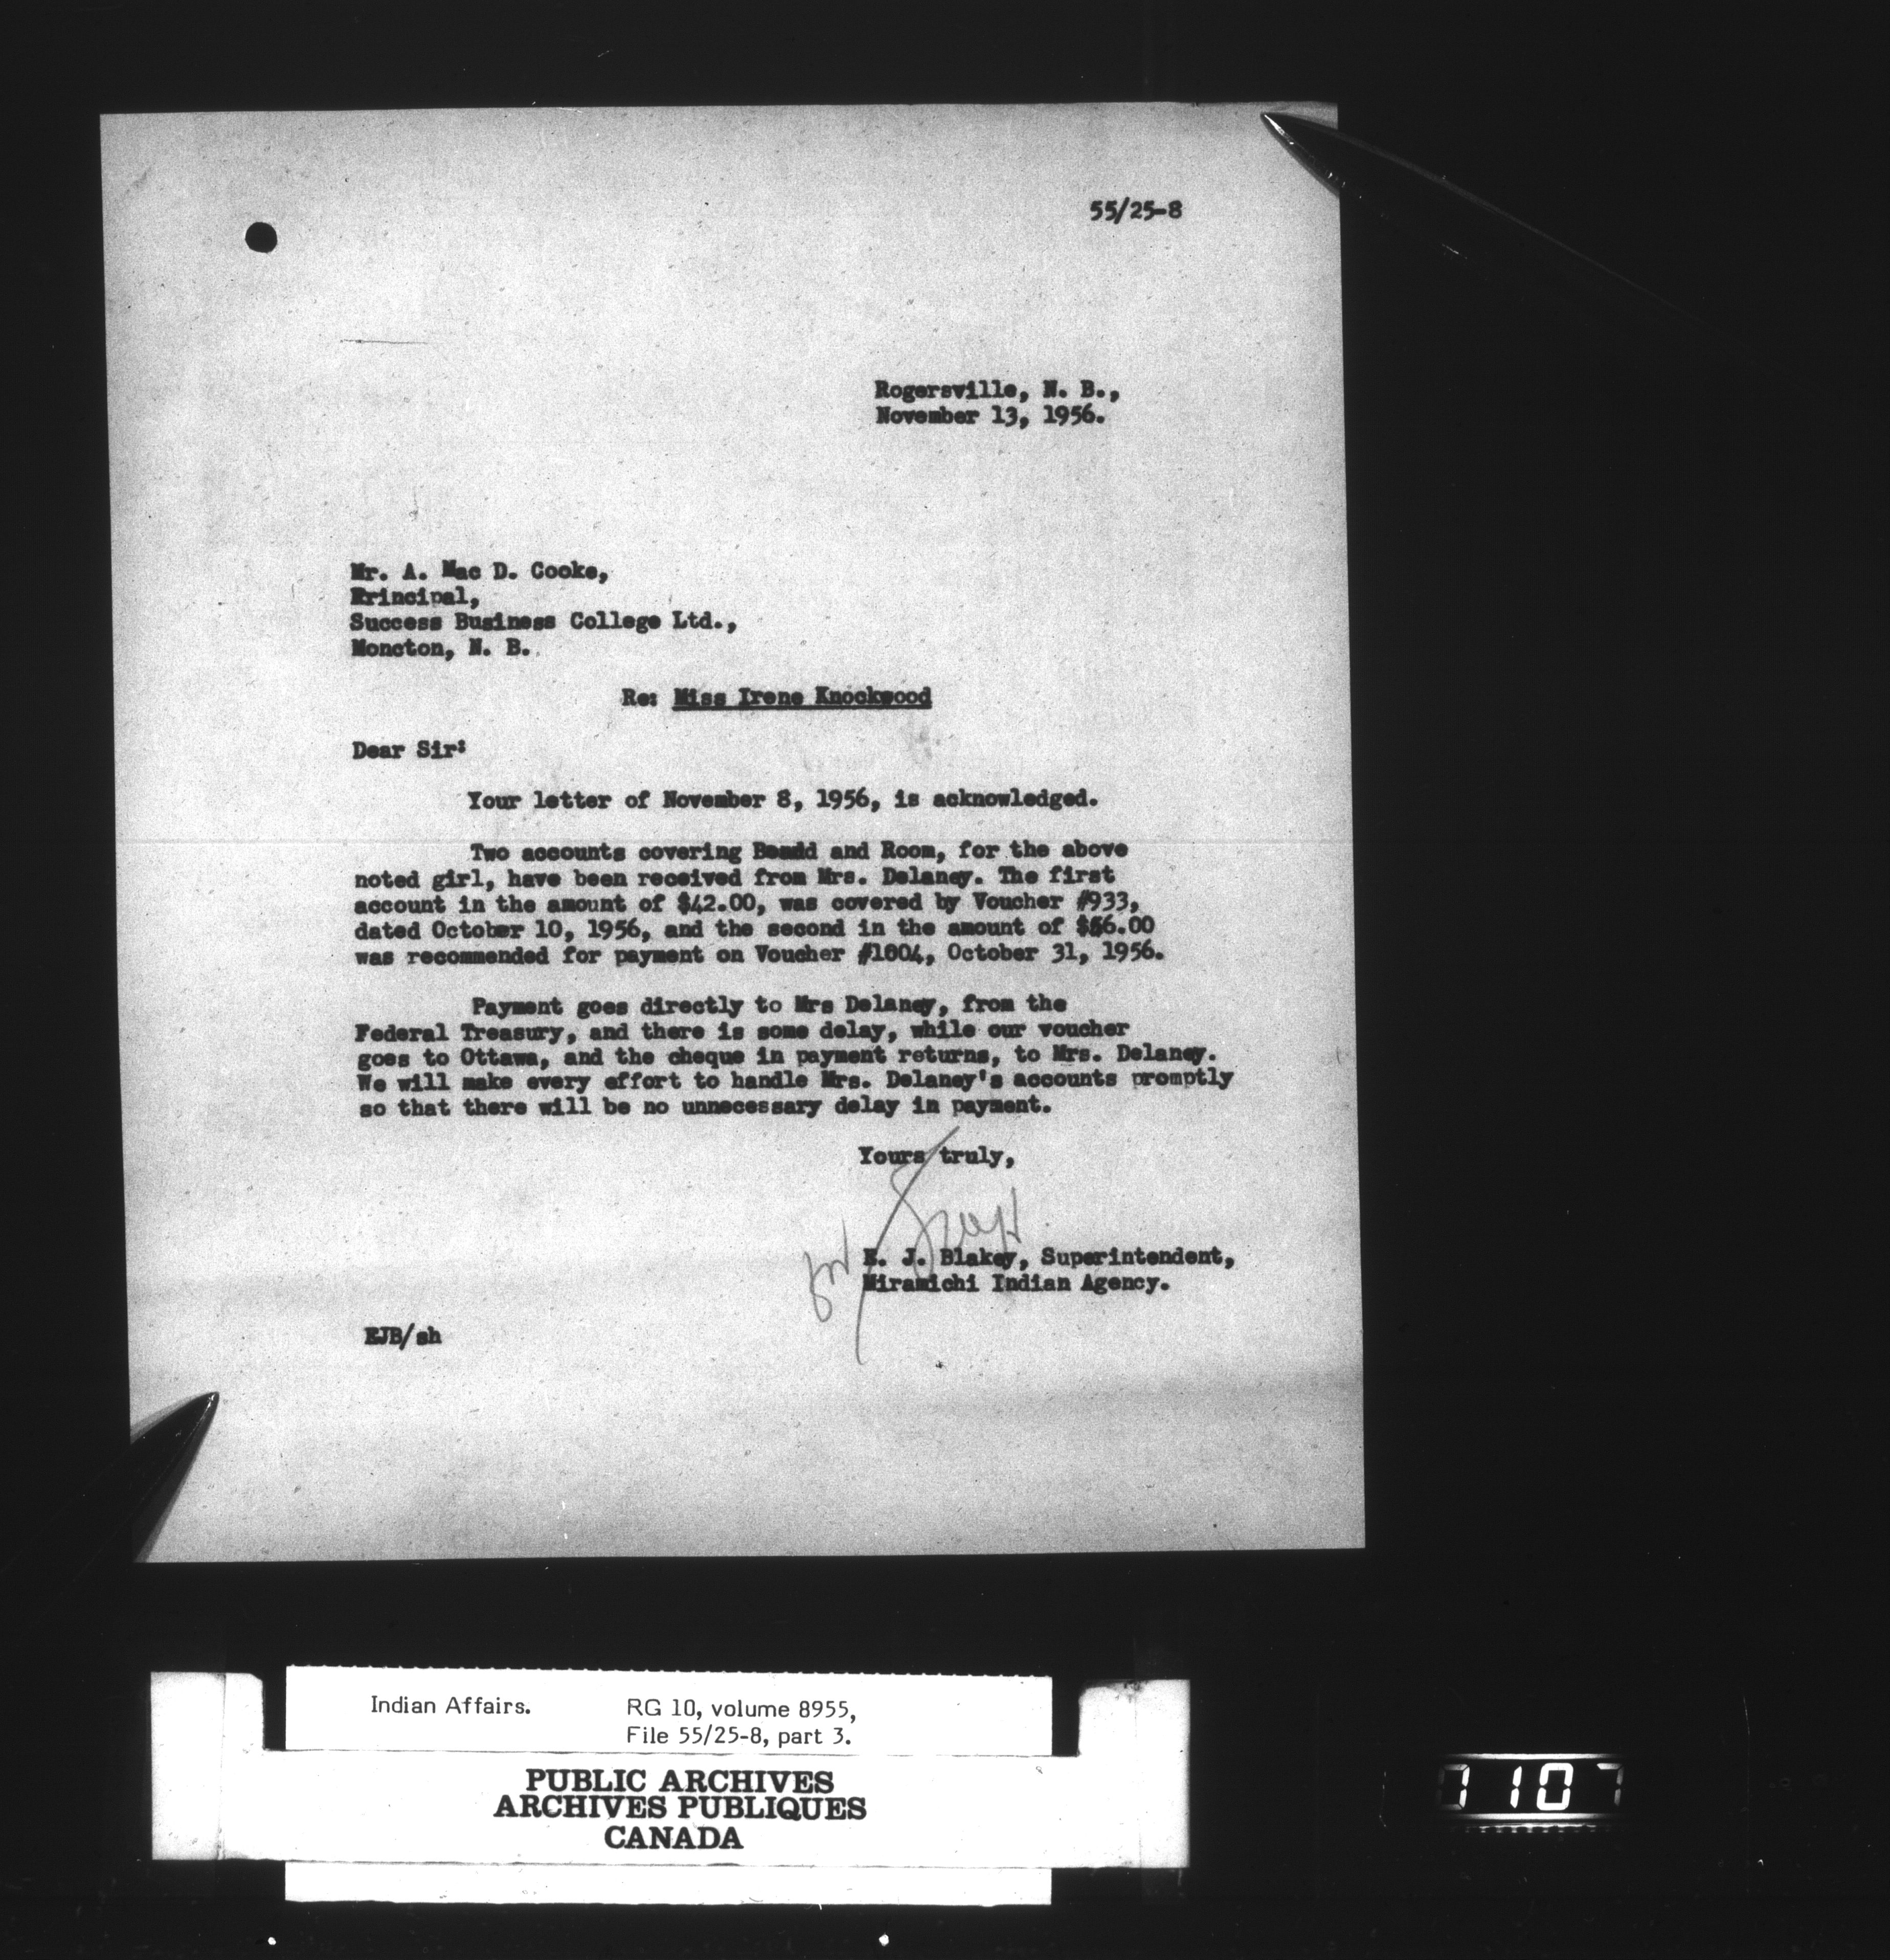 55/25-8
Rogersville, N. B.,
November 13, 1956.
Mr. A. Mac D. Cooke,
Principal,
Success Business College Ltd.,
Moncton, N. B.
Re: Miss Irene Knockwood
Dear Sir:
Your letter of November 8, 1956, is acknowledged.
Two accounts covering and Room, for the above
noted girl, have been received from Mrs. Delaney. The first
account in the amount of $42.00, was covered by Voucher #933,
dated October 10, 1956, and the second in the amount of $56.00
was recommended for payment on Voucher #1004, October 31, 1956.
Payment goes directly to Mrs Delaney, from the
Federal Treasury, and there is some delay, while our voucher
goes to Ottawa, and the cheque in payment returns, to Mrs. Delaney.
We will make every effort to handle Mrs. Delaney's accounts promptly
so that there will be no unnecessary delay in payment.
Yours truly,
for E. J. Blakey, Superintendent,
Miramichi Indian Agency.
EJB/sh
Indian Affairs. RG 10, volume 8955,
File 55/25-8, part 3.
PUBLIC ARCHIVES
ARCHIVES PUBLIQUES
CANADA